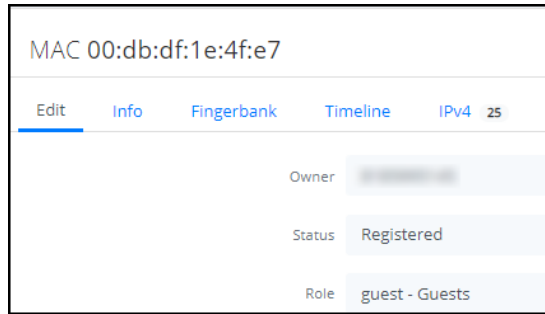 MAC 00:db:df:1e:4f:e7
Edit Info Fingerbank Timeline IPv4 25
Owner
Status Registered
Role guest - Guests